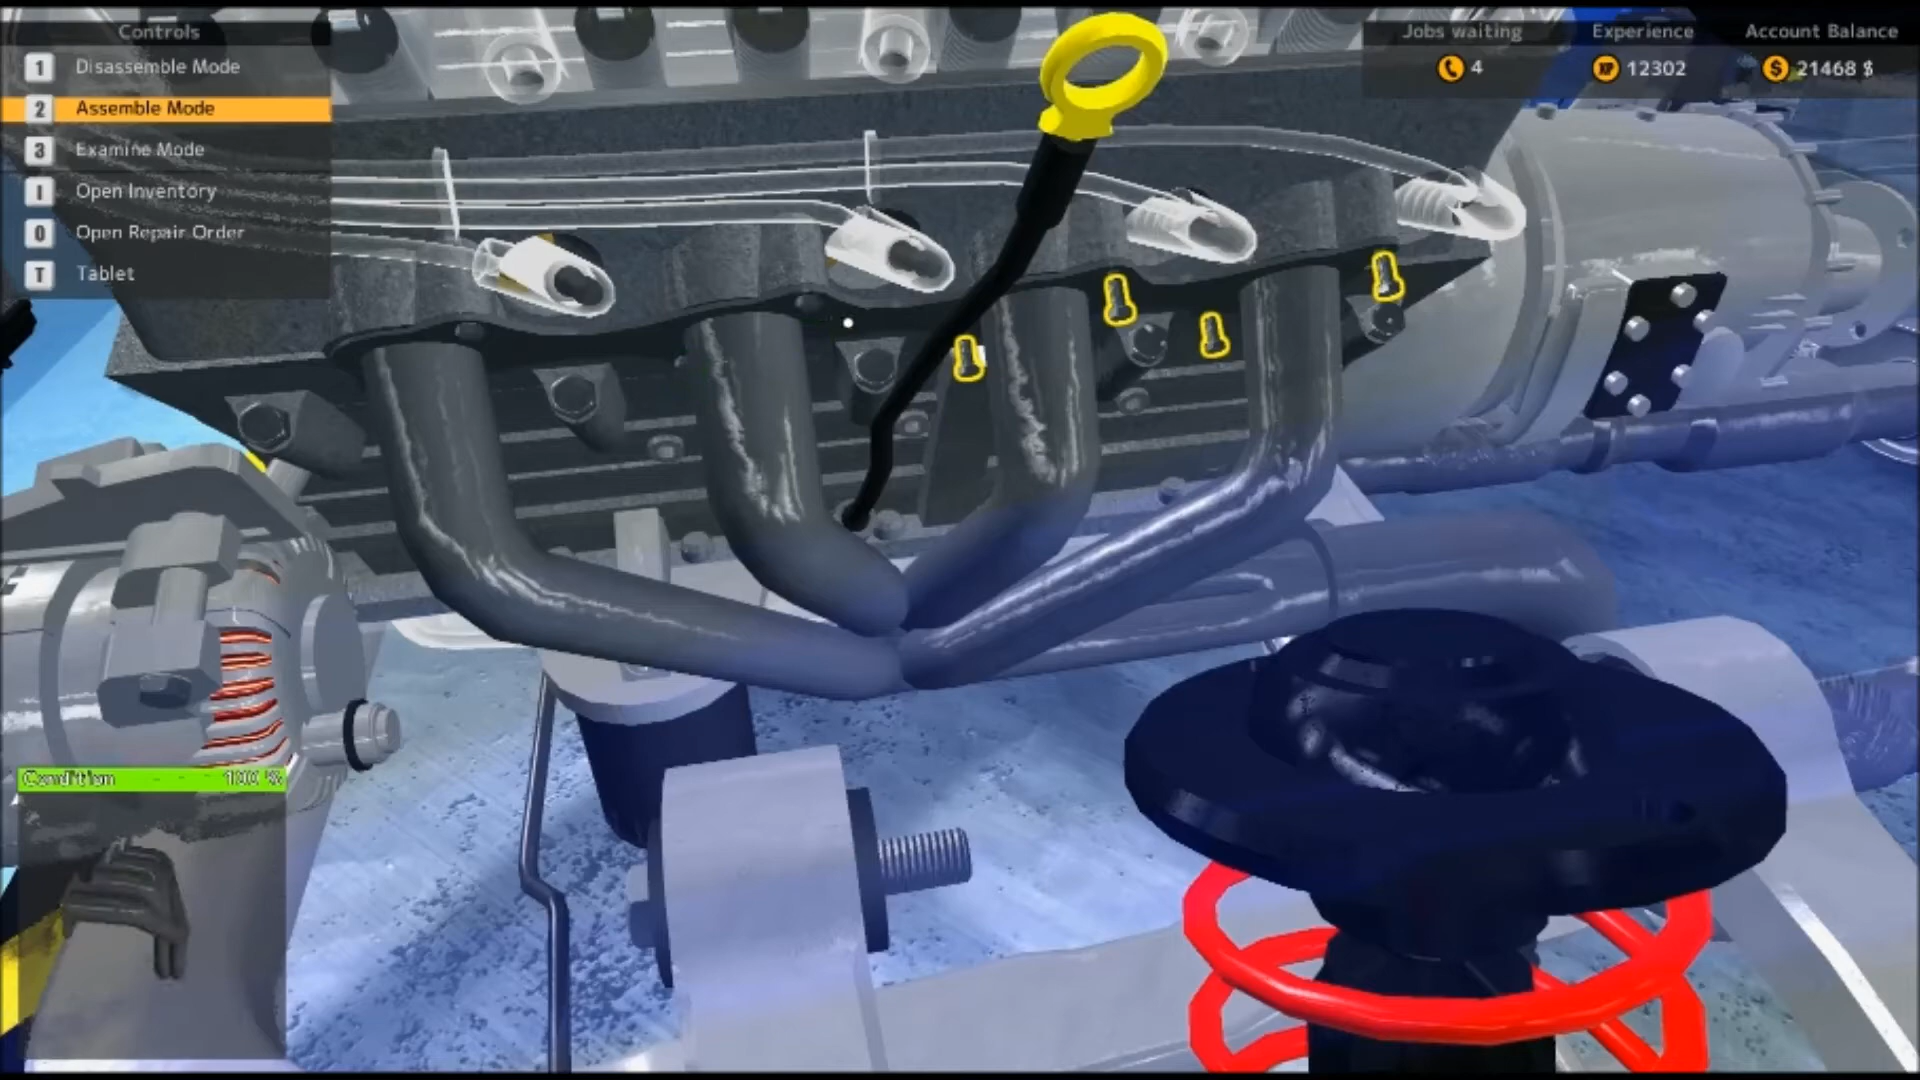 Controls
1 Disassemble Mode
2 Assemble Mode
3 Examine Mode
I Open Inventory
O Open Repair Order
T Tablet
Jobs waiting
4
Experience
XP 12302
Account Balance
$ 21468 $
Condition 100 %